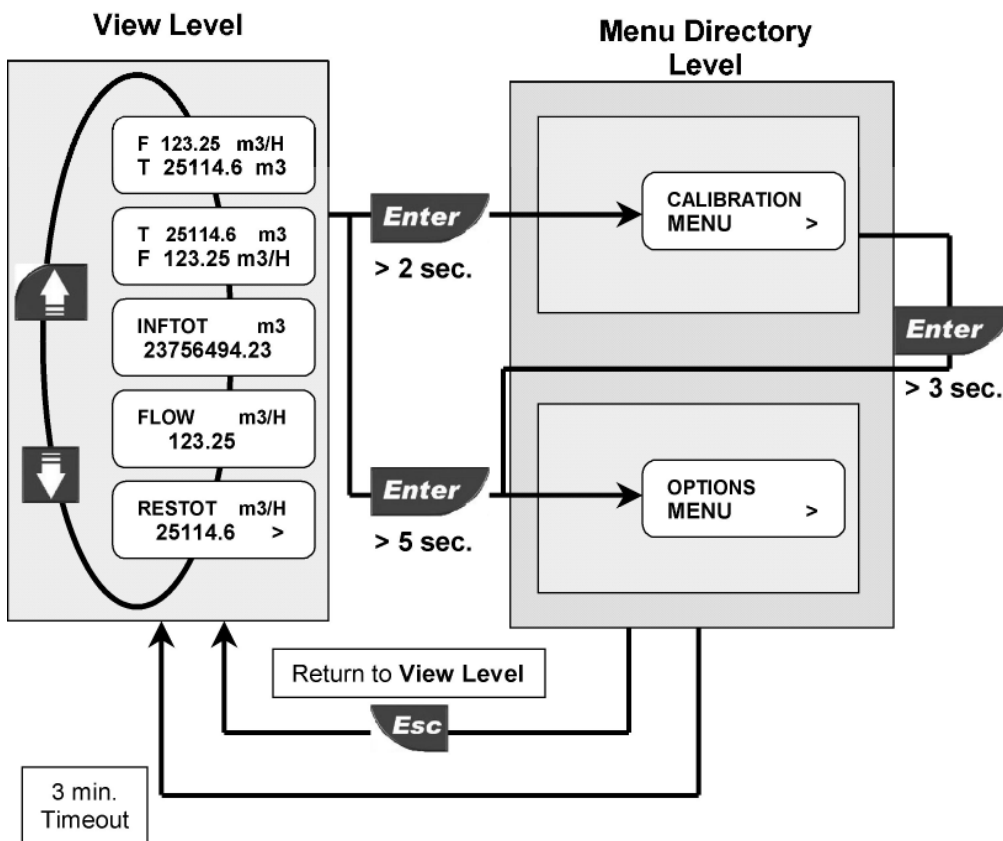 View Level
Menu Directory
Level
F 123.25 m3/H
T 25114.6 m3
T 25114.6 m3
F 123.25 m3/H
INFTOT m3
23756494.23
FLOW m3/H
123.25
RESTOT m3/H
25114.6 >
Enter
> 2 sec.
CALIBRATION
MENU >
Enter
> 3 sec.
Enter
> 5 sec.
OPTIONS
MENU >
Return to View Level
Esc
3 min.
Timeout